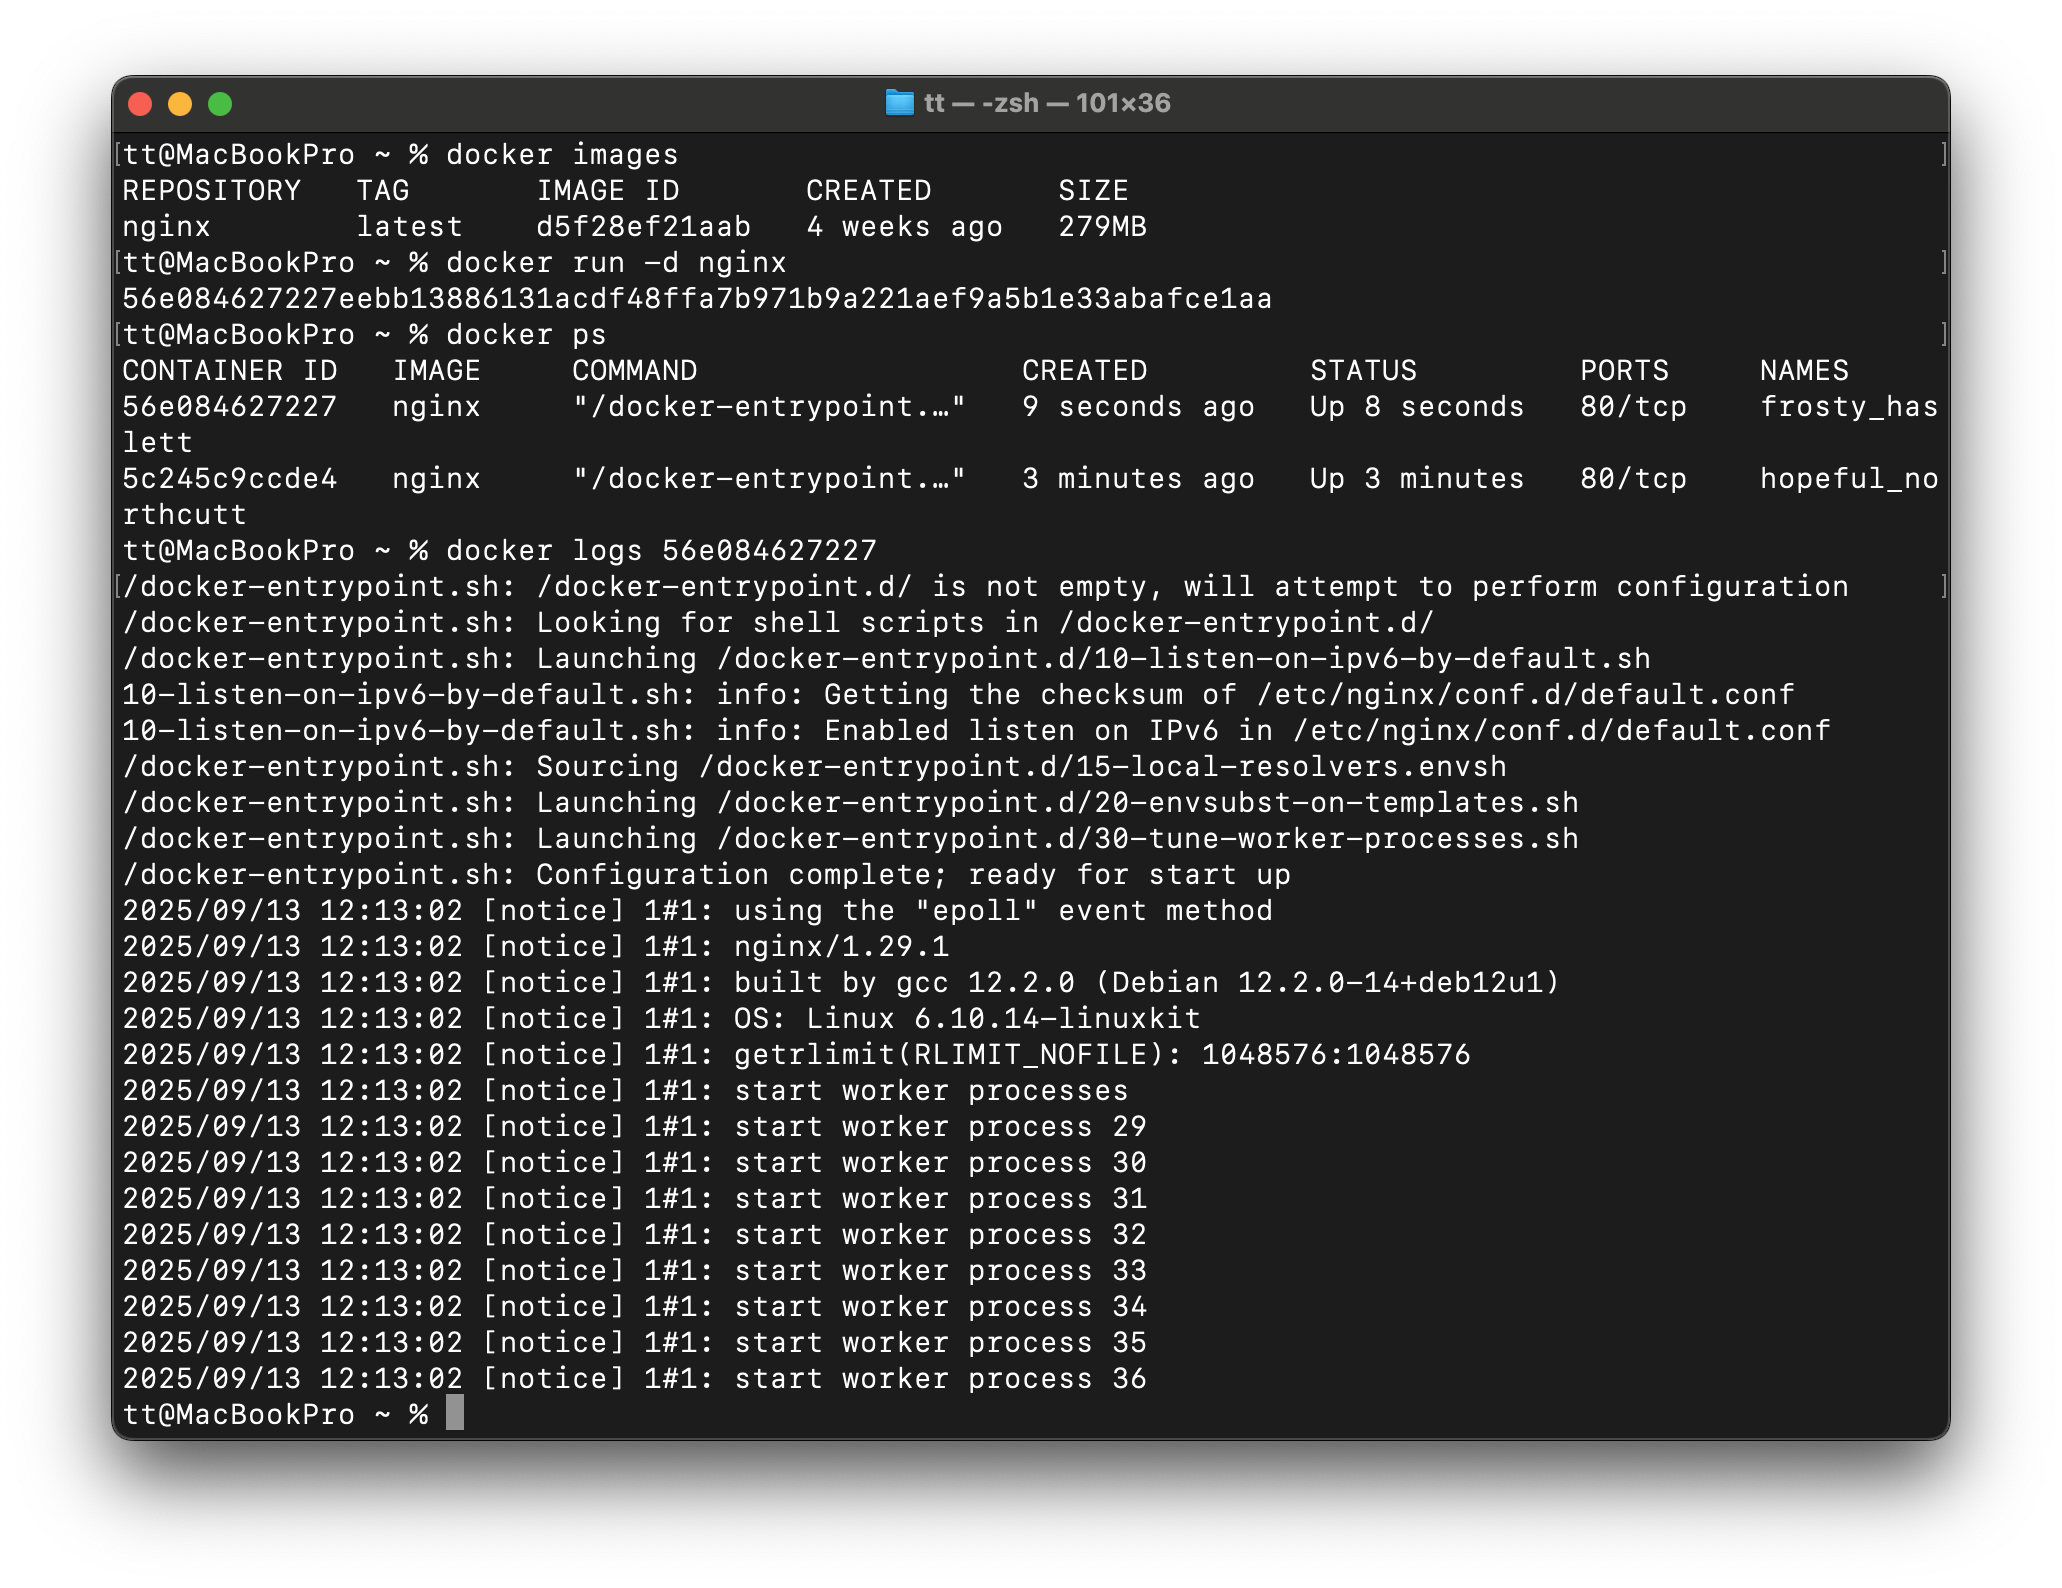 tt — -zsh — 101×36
[tt@MacBookPro ~ % docker images ]
REPOSITORY   TAG       IMAGE ID       CREATED       SIZE
nginx        latest    d5f28ef21aab   4 weeks ago   279MB
[tt@MacBookPro ~ % docker run -d nginx ]
56e084627227eebb13886131acdf48ffa7b971b9a221aef9a5b1e33abafce1aa
[tt@MacBookPro ~ % docker ps ]
CONTAINER ID   IMAGE     COMMAND                  CREATED         STATUS         PORTS     NAMES
56e084627227   nginx     "/docker-entrypoint.…"   9 seconds ago   Up 8 seconds   80/tcp    frosty_has
lett
5c245c9ccde4   nginx     "/docker-entrypoint.…"   3 minutes ago   Up 3 minutes   80/tcp    hopeful_no
rthcutt
tt@MacBookPro ~ % docker logs 56e084627227
[/docker-entrypoint.sh: /docker-entrypoint.d/ is not empty, will attempt to perform configuration ]
/docker-entrypoint.sh: Looking for shell scripts in /docker-entrypoint.d/
/docker-entrypoint.sh: Launching /docker-entrypoint.d/10-listen-on-ipv6-by-default.sh
10-listen-on-ipv6-by-default.sh: info: Getting the checksum of /etc/nginx/conf.d/default.conf
10-listen-on-ipv6-by-default.sh: info: Enabled listen on IPv6 in /etc/nginx/conf.d/default.conf
/docker-entrypoint.sh: Sourcing /docker-entrypoint.d/15-local-resolvers.envsh
/docker-entrypoint.sh: Launching /docker-entrypoint.d/20-envsubst-on-templates.sh
/docker-entrypoint.sh: Launching /docker-entrypoint.d/30-tune-worker-processes.sh
/docker-entrypoint.sh: Configuration complete; ready for start up
2025/09/13 12:13:02 [notice] 1#1: using the "epoll" event method
2025/09/13 12:13:02 [notice] 1#1: nginx/1.29.1
2025/09/13 12:13:02 [notice] 1#1: built by gcc 12.2.0 (Debian 12.2.0-14+deb12u1)
2025/09/13 12:13:02 [notice] 1#1: OS: Linux 6.10.14-linuxkit
2025/09/13 12:13:02 [notice] 1#1: getrlimit(RLIMIT_NOFILE): 1048576:1048576
2025/09/13 12:13:02 [notice] 1#1: start worker processes
2025/09/13 12:13:02 [notice] 1#1: start worker process 29
2025/09/13 12:13:02 [notice] 1#1: start worker process 30
2025/09/13 12:13:02 [notice] 1#1: start worker process 31
2025/09/13 12:13:02 [notice] 1#1: start worker process 32
2025/09/13 12:13:02 [notice] 1#1: start worker process 33
2025/09/13 12:13:02 [notice] 1#1: start worker process 34
2025/09/13 12:13:02 [notice] 1#1: start worker process 35
2025/09/13 12:13:02 [notice] 1#1: start worker process 36
tt@MacBookPro ~ %